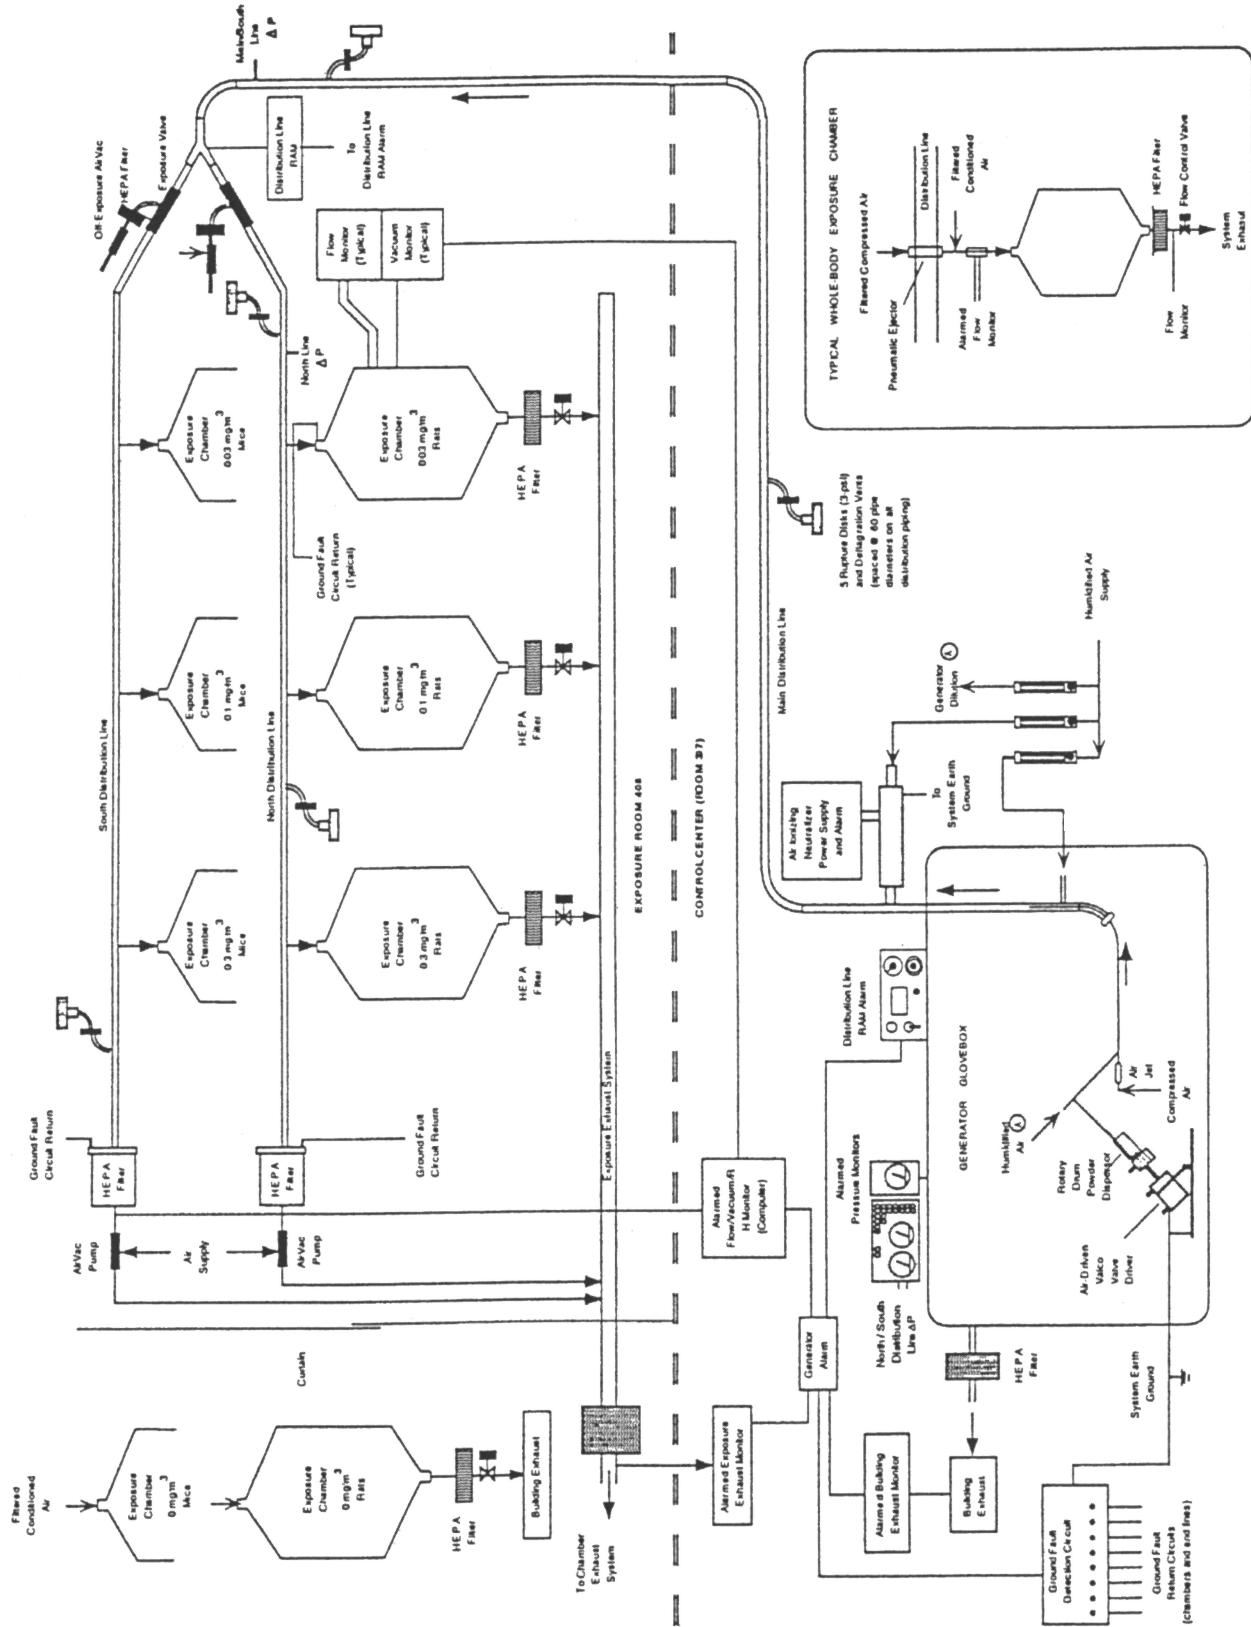 Filtered
Conditioned
Air
Exposure
Chamber
0 mg/m3
Mice
Exposure
Chamber
0 mg/m3
Rats
HEPA
Filter
Building Exhaust
To Chamber
Exhaust
System
Curtain
Ground Fault
Circuit Return
HEPA
Filter
AirVac
Pump
Air
Supply
HEPA
Filter
AirVac
Pump
Ground Fault
Circuit Return
South Distribution Line
North Distribution Line
Exposure
Chamber
0.3 mg/m3
Mice
Exposure
Chamber
0.1 mg/m3
Mice
Exposure
Chamber
0.03 mg/m3
Mice
Exposure
Chamber
0.3 mg/m3
Rats
Exposure
Chamber
0.1 mg/m3
Rats
Exposure
Chamber
0.03 mg/m3
Rats
HEPA
Filter
HEPA
Filter
HEPA
Filter
Ground Fault
Circuit Return
(Typical)
North Line
Δ P
Flow
Monitor
(Typical)
Vacuum
Monitor
(Typical)
Off-Exposure AirVac
HEPA Filter
Exposure Valve
Distribution Line
RAM
To
Distribution Line
RAM Alarm
Main/South
Line
Δ P
Exposure Exhaust System
EXPOSURE ROOM 408
CONTROL CENTER (ROOM 397)
Main Distribution Line
5 Rupture Disks (3-psi)
and Deflagration Vents
(spaced @ 60 pipe
diameters on all
distribution piping)
Alarmed Exposure
Exhaust Monitor
Generator
Alarm
Alarmed
Flow/Vacuum/R
H Monitor
(Computer)
Alarmed Building
Exhaust Monitor
Building
Exhaust
HEPA
Filter
North / South
Distribution
Line ΔP
Alarmed
Pressure Monitors
Distribution Line
RAM Alarm
Air Ionizing
Neutralizer
Power Supply
and Alarm
To
System Earth
Ground
Generator
Dilution A
Humidified Air
Supply
GENERATOR GLOVEBOX
Humidified
Air A
Rotary
Drum
Powder
Dispensor
Air-Driven
Valco
Valve
Driver
Air
Jet
Compressed
Air
System Earth
Ground
Ground Fault
Detection Circuit
Ground Fault
Return Circuits
(chambers and end lines)
TYPICAL WHOLE-BODY EXPOSURE CHAMBER
Filtered Compressed Air
Pneumatic Ejector
Distribution Line
Filtered
Conditioned
Air
Alarmed
Flow
Monitor
HEPA Filter
Flow Control Valve
Flow
Monitor
System
Exhaust